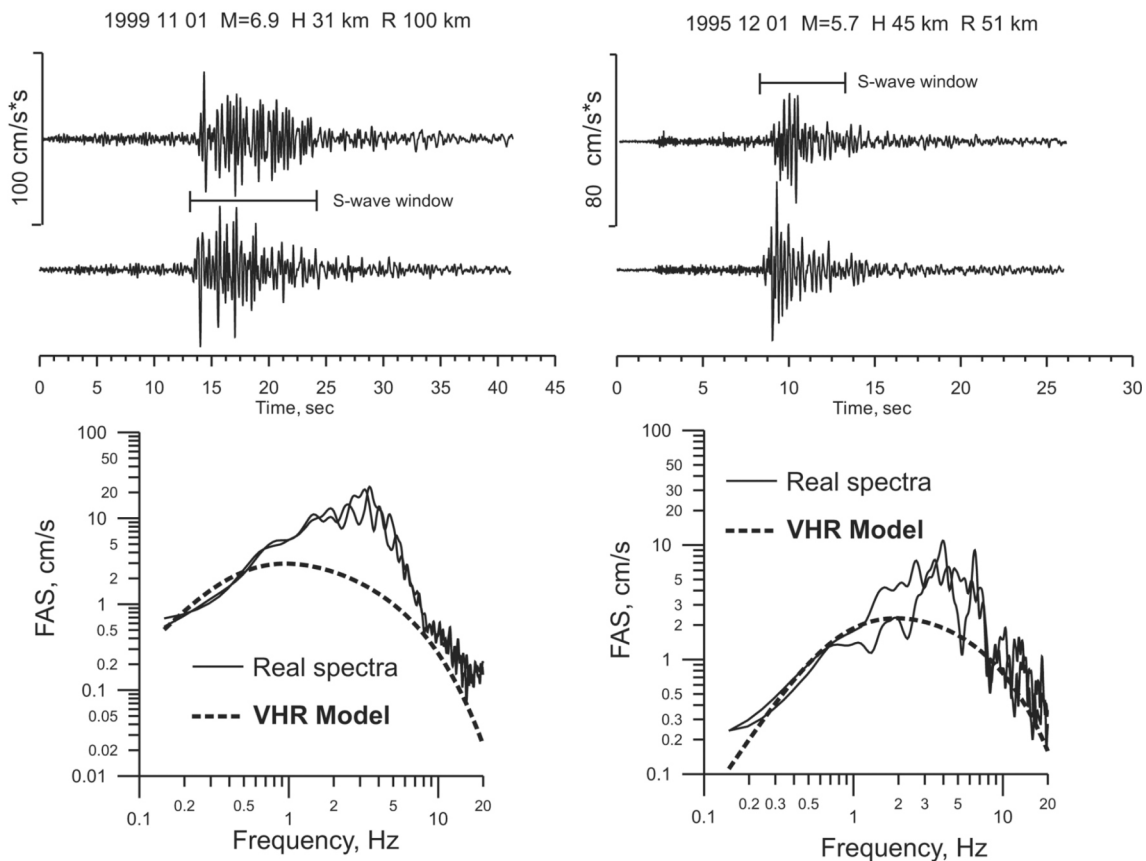 1999 11 01 M=6.9 H 31 km R 100 km
100 cm/s*s
S-wave window
0 5 10 15 20 25 30 35 40 45
Time, sec
100
50
20
10
5
2
1
0.5
0.2
0.1
0.05
0.02
0.01
FAS, cm/s
Real spectra
VHR Model
0.2 0.5 1 2 5 20
0.1 1 10
Frequency, Hz
1995 12 01 M=5.7 H 45 km R 51 km
80 cm/s*s
S-wave window
0 5 10 15 20 25 30
Time, sec
100
50
30
20
10
5
3
2
1
0.5
0.3
0.2
0.1
FAS, cm/s
Real spectra
VHR Model
0.2 0.3 0.5 2 3 5 20
0.1 1 10
Frequency, Hz